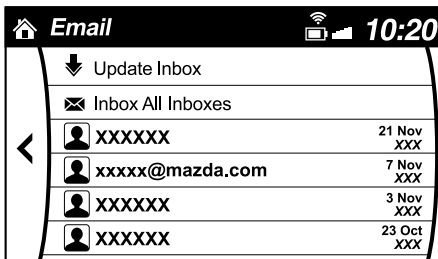 Email 10:20
Update Inbox
Inbox All Inboxes
XXXXXX 21 Nov
XXX
xxxxx@mazda.com 7 Nov
XXX
XXXXXX 3 Nov
XXX
XXXXXX 23 Oct
XXX